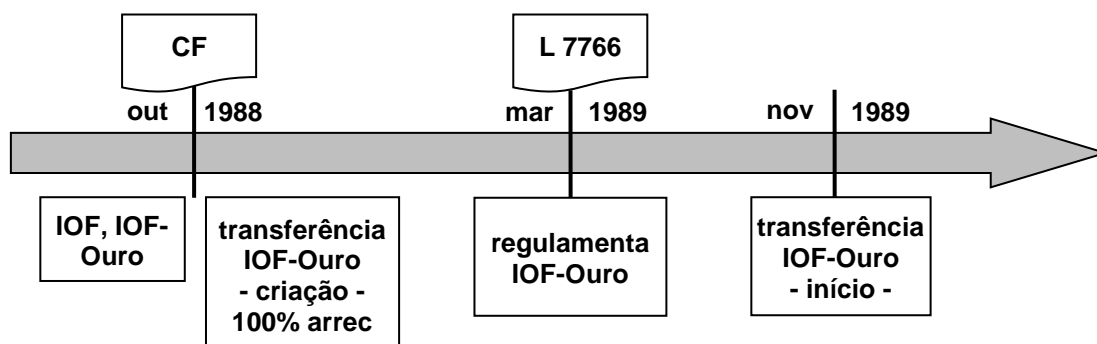 CF
L 7766
out 1988
mar 1989
nov 1989
IOF, IOF-
Ouro
transferência
IOF-Ouro
- criação -
100% arrec
regulamenta
IOF-Ouro
transferência
IOF-Ouro
- início -